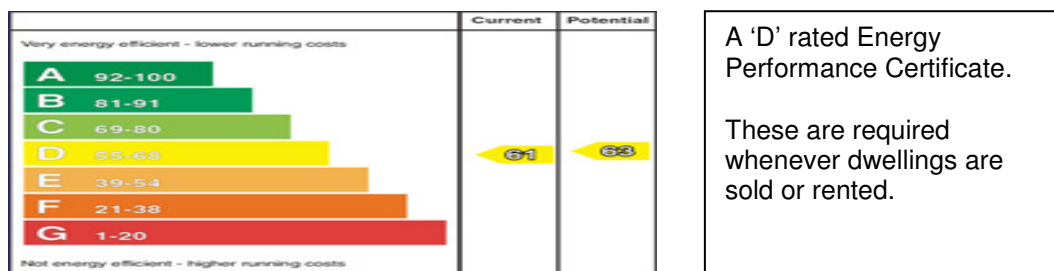 Current Potential
Very energy efficient - lower running costs
A 92-100
B 81-91
C 69-80
D 55-68 61 63
E 39-54
F 21-38
G 1-20
Not energy efficient - higher running costs
A ‘D’ rated Energy
Performance Certificate.
These are required
whenever dwellings are
sold or rented.